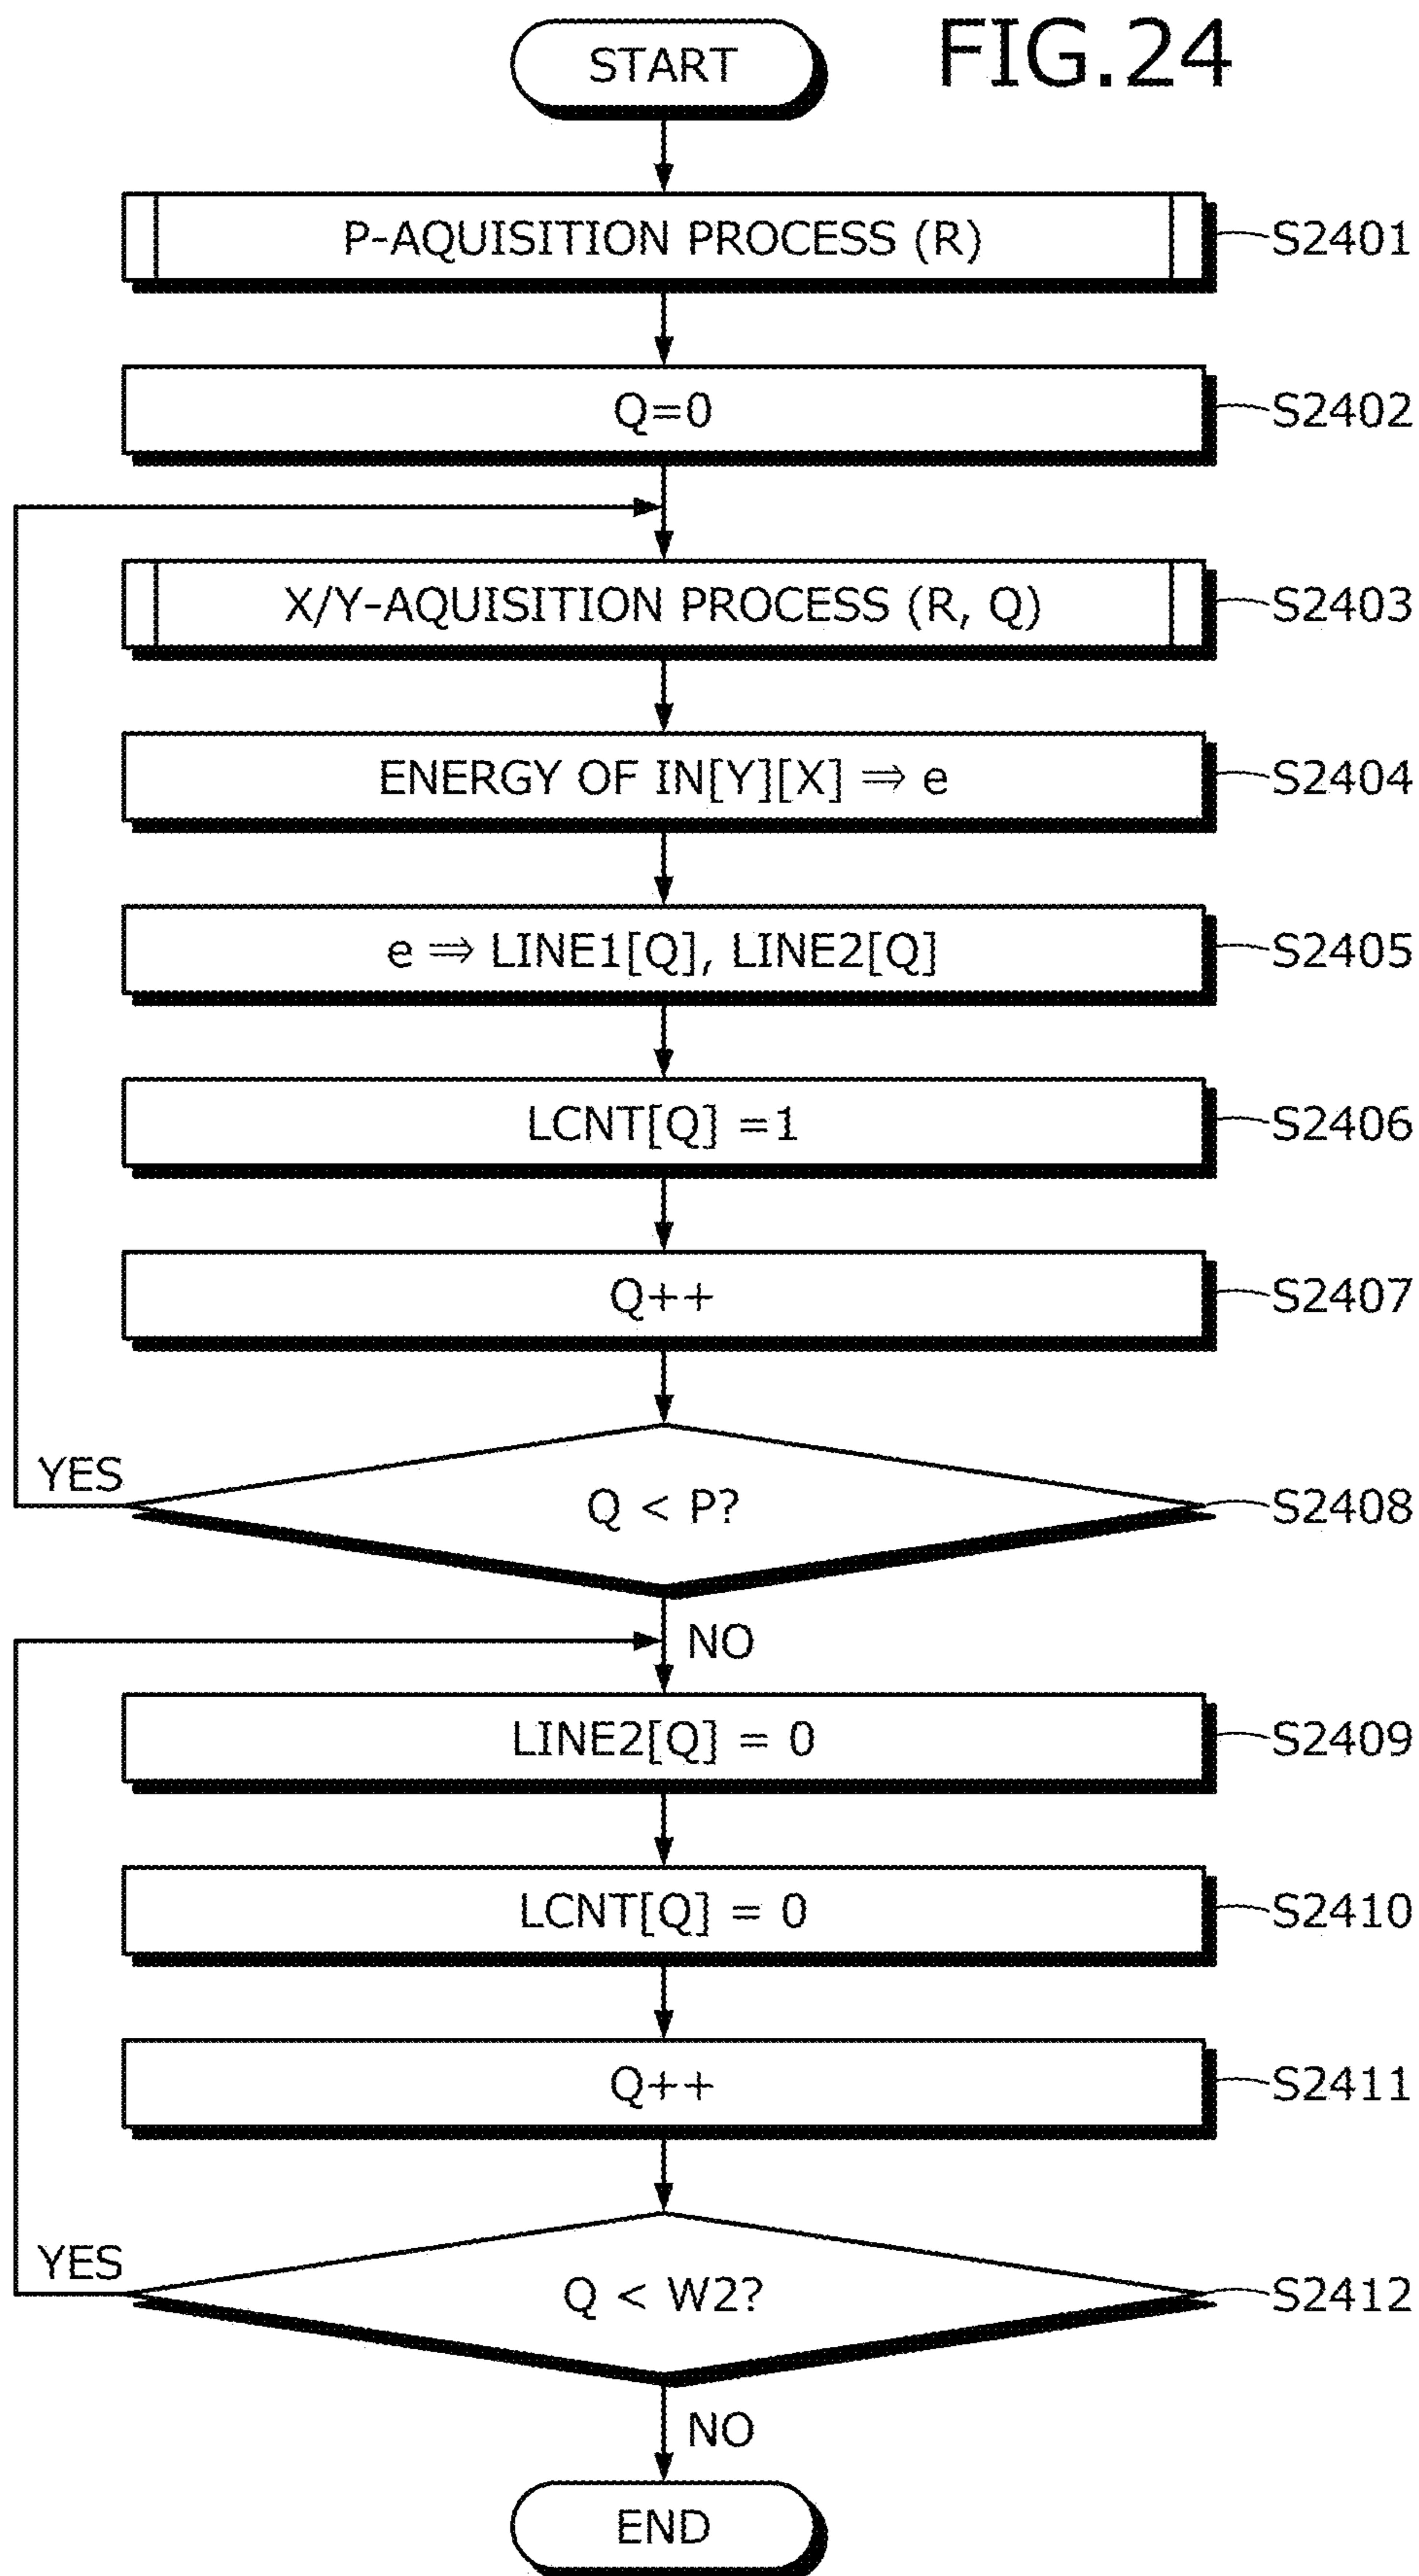 FIG.24
START
P-AQUISITION PROCESS (R)
S2401
Q=0
S2402
X/Y-AQUISITION PROCESS (R, Q)
S2403
ENERGY OF IN[Y][X] ⇒ e
S2404
e ⇒ LINE1[Q], LINE2[Q]
S2405
LCNT[Q] =1
S2406
Q++
S2407
YES
Q < P?
S2408
NO
LINE2[Q] = 0
S2409
LCNT[Q] = 0
S2410
Q++
S2411
YES
Q < W2?
S2412
NO
END